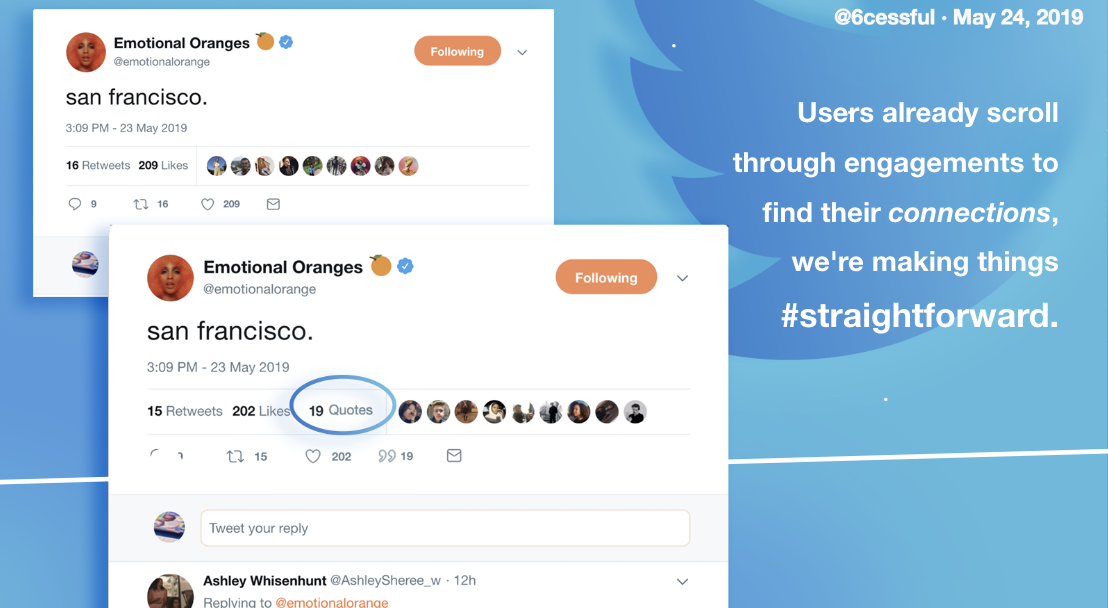 @6cessful · May 24, 2019
Emotional Oranges
@emotionalorange
Following
san francisco.
3:09 PM - 23 May 2019
16 Retweets 209 Likes
9 16 209
Users already scroll
through engagements to
find their connections,
we're making things
#straightforward.
Emotional Oranges
@emotionalorange
Following
san francisco.
3:09 PM - 23 May 2019
15 Retweets 202 Likes 19 Quotes
15 202 19
Tweet your reply
Ashley Whisenhunt @AshleySheree_w · 12h
Replying to @emotionalorange